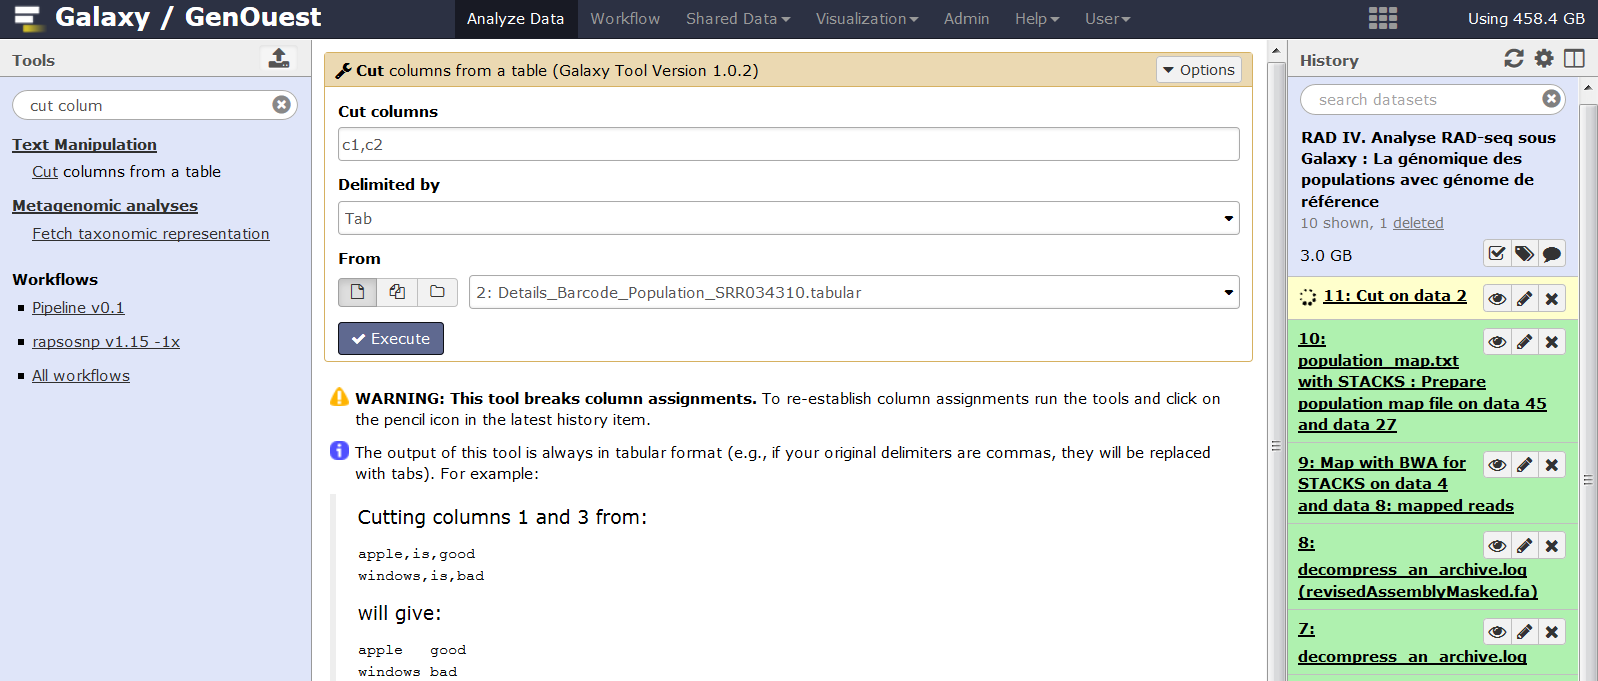 Galaxy / GenOuest
Analyze Data
Workflow
Shared Data
Visualization
Admin
Help
User
Using 458.4 GB
Tools
cut colum
Text Manipulation
Cut columns from a table
Metagenomic analyses
Fetch taxonomic representation
Workflows
Pipeline v0.1
rapsosnp v1.15 -1x
All workflows
Cut columns from a table (Galaxy Tool Version 1.0.2)
Options
Cut columns
c1,c2
Delimited by
Tab
From
2: Details_Barcode_Population_SRR034310.tabular
Execute
WARNING: This tool breaks column assignments. To re-establish column assignments run the tools and click on
the pencil icon in the latest history item.
The output of this tool is always in tabular format (e.g., if your original delimiters are commas, they will be replaced
with tabs). For example:
Cutting columns 1 and 3 from:
apple,is,good
windows,is,bad
will give:
apple good
windows bad
History
search datasets
RAD IV. Analyse RAD-seq sous
Galaxy : La génomique des
populations avec génome de
référence
10 shown, 1 deleted
3.0 GB
11: Cut on data 2
10:
population_map.txt
with STACKS : Prepare
population map file on data 45
and data 27
9: Map with BWA for
STACKS on data 4
and data 8: mapped reads
8:
decompress_an_archive.log
(revisedAssemblyMasked.fa)
7:
decompress_an_archive.log